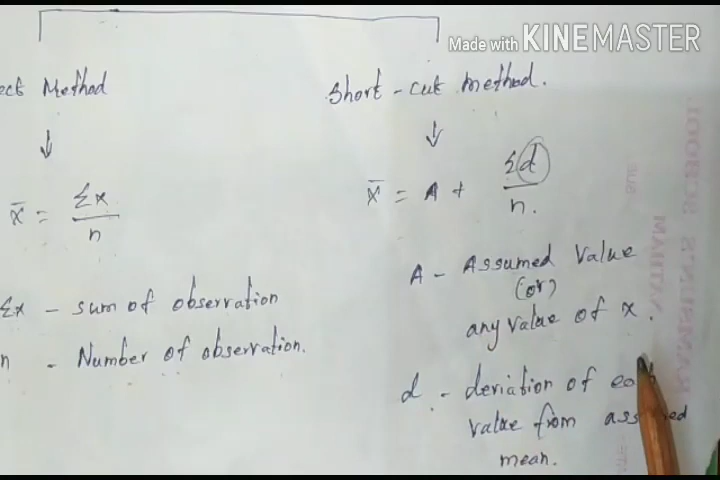 Made with KINEMASTER
ect Method
short - cut method.
↓
↓
x̄ = Σx / n
x̄ = A + Σd / n.
Σx - sum of observation
n - Number of observation.
A - Assumed value
(or)
any value of x.
d - deviation of
value from
mean.